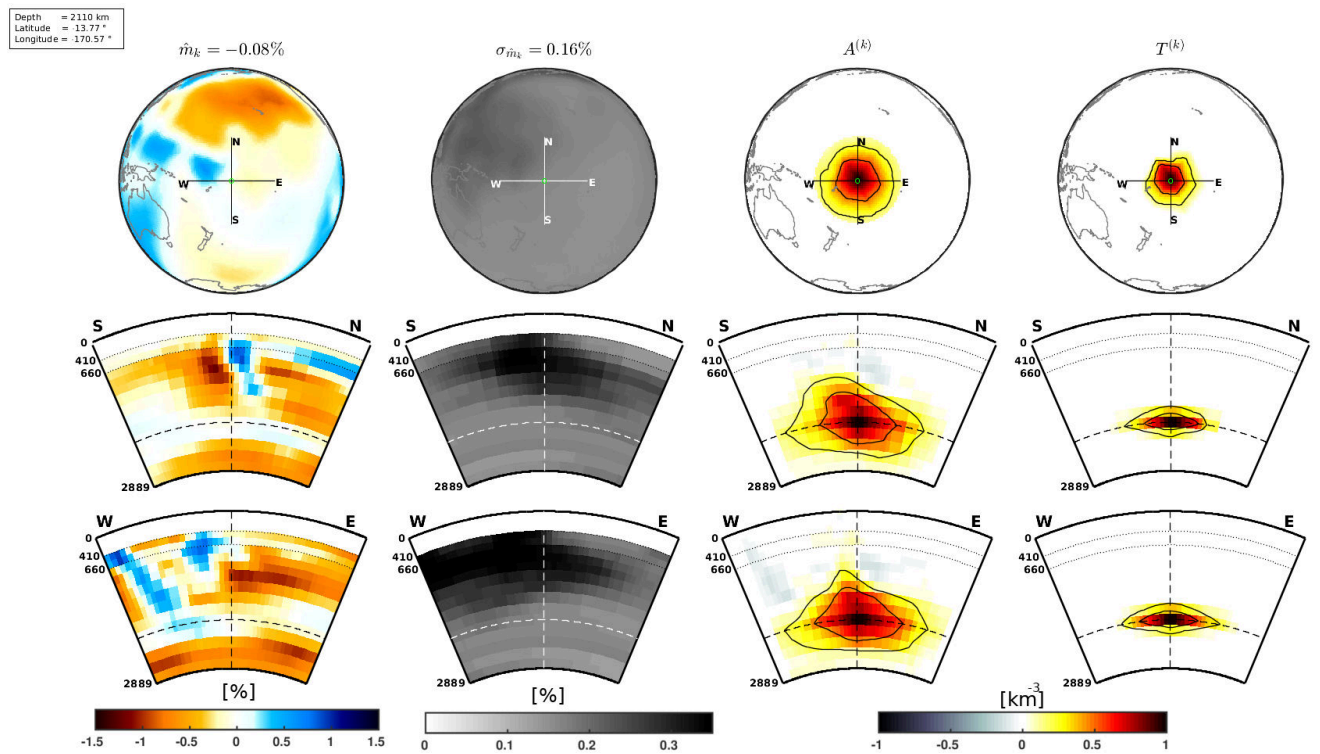 Depth = 2110 km
Latitude = -13.77 °
Longitude = -170.57 °
m̂ₖ = −0.08%
σ_m̂ₖ = 0.16%
A⁽ᵏ⁾
T⁽ᵏ⁾
N
W E
S
N
W E
S
N
W E
S
N
W E
S
S N
0
410
660
2889
S N
0
410
660
2889
S N
0
410
660
2889
S N
0
410
660
2889
W E
0
410
660
2889
W E
0
410
660
2889
W E
0
410
660
2889
W E
0
410
660
2889
[%]
-1.5 -1 -0.5 0 0.5 1 1.5
[%]
0 0.1 0.2 0.3
[km⁻³]
-1 -0.5 0 0.5 1